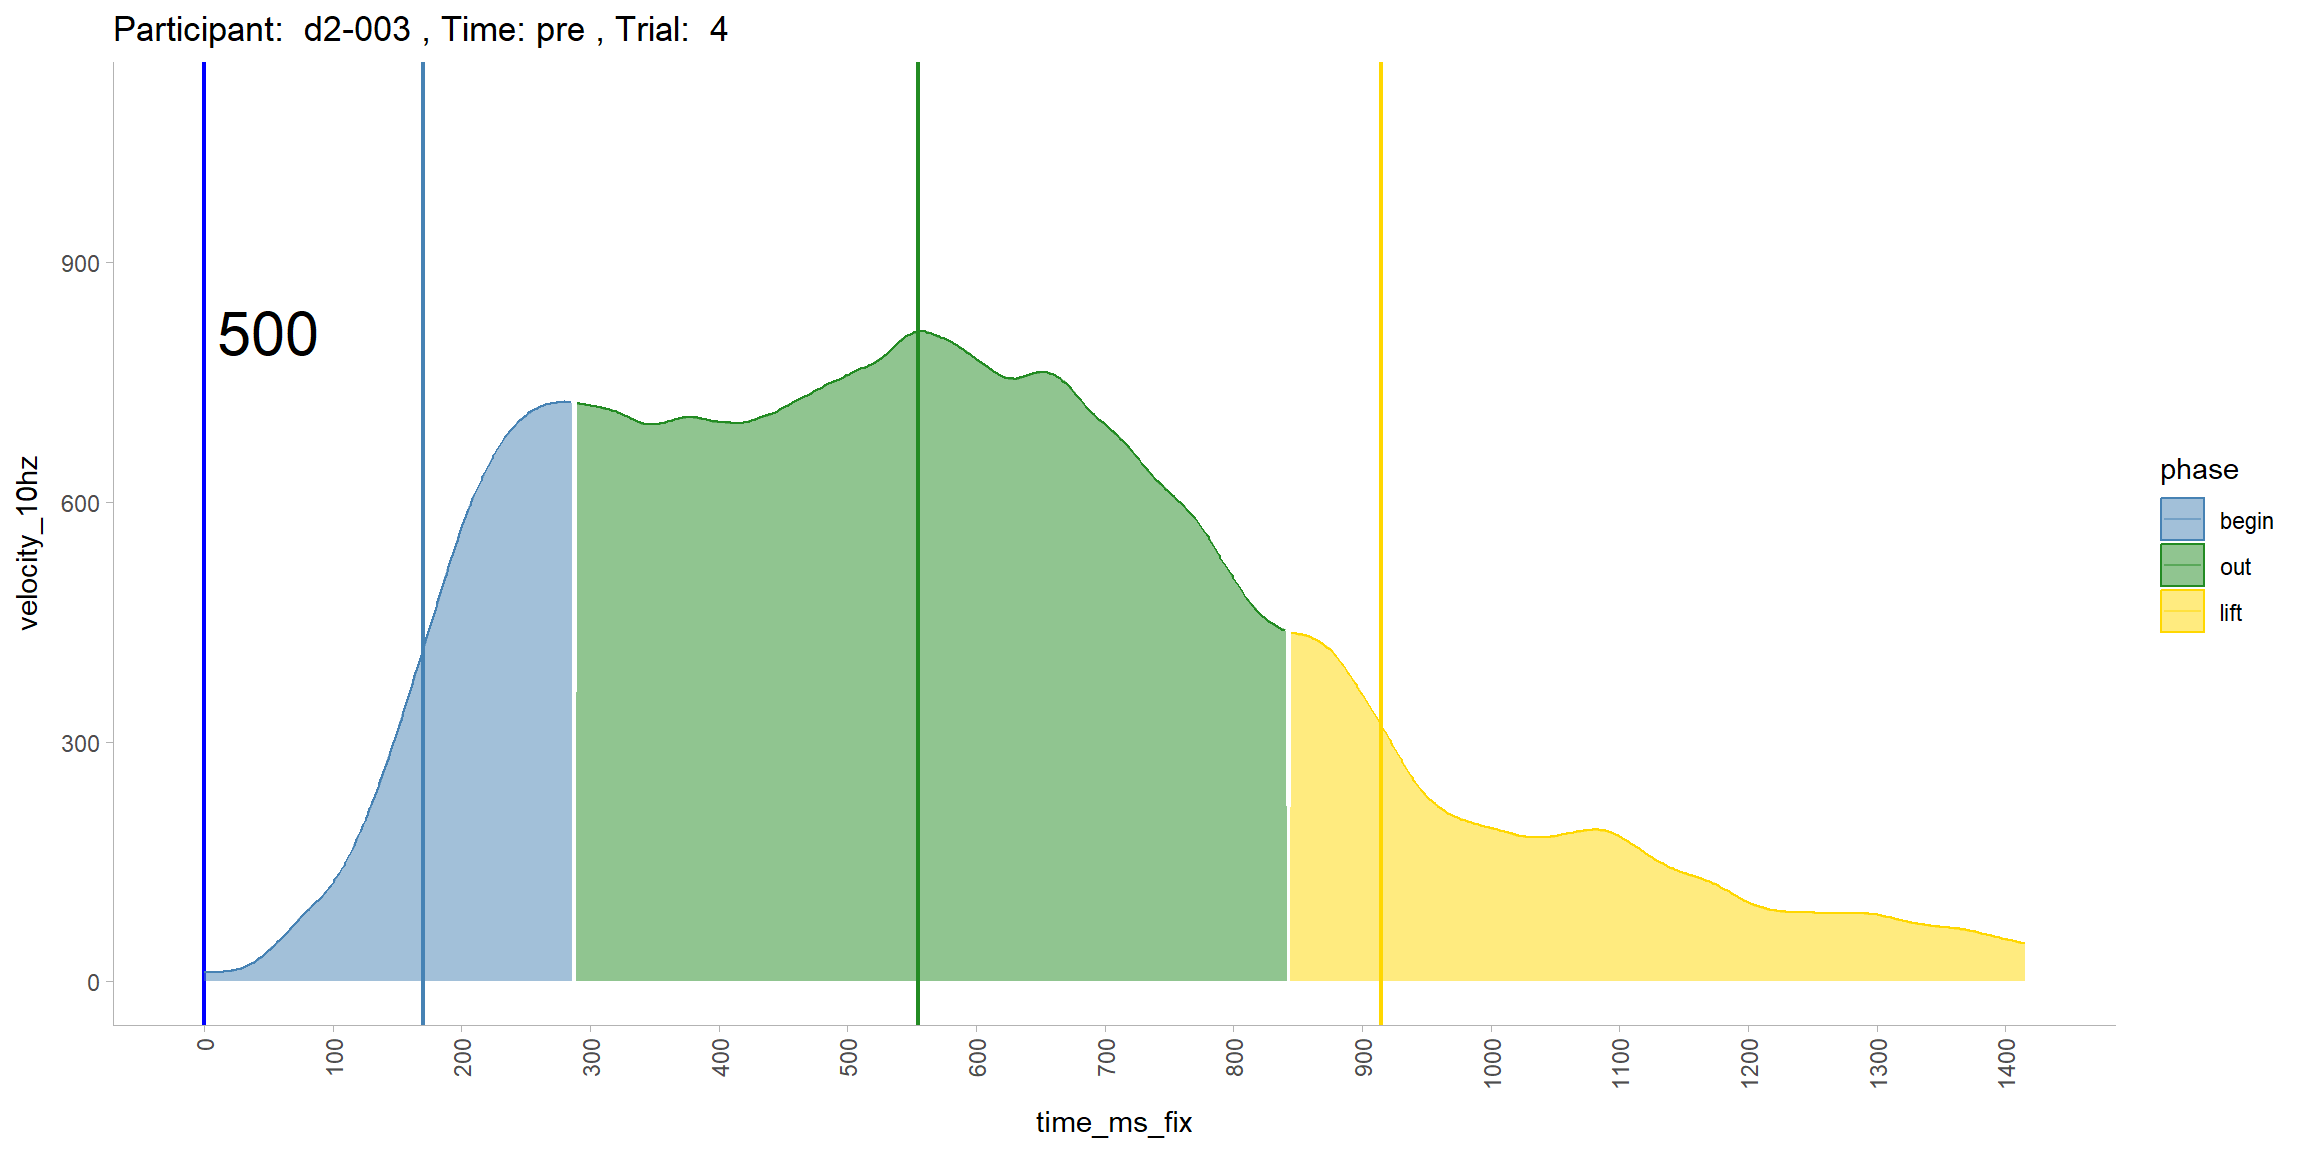 Participant:  d2-003 , Time: pre , Trial:  4
velocity_10hz
900
600
300
0
500
0
100
200
300
400
500
600
700
800
900
1000
1100
1200
1300
1400
time_ms_fix
phase
begin
out
lift